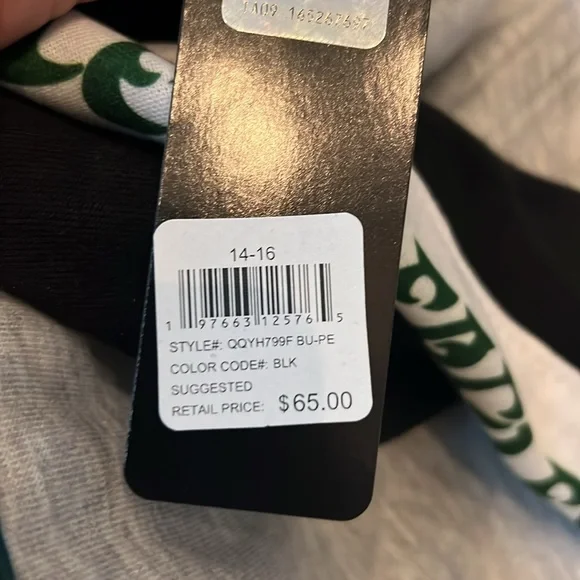 14-16
1 97663 12576 5
STYLE#: QQYH799F BU-PE
COLOR CODE#: BLK
SUGGESTED
RETAIL PRICE: $65.00